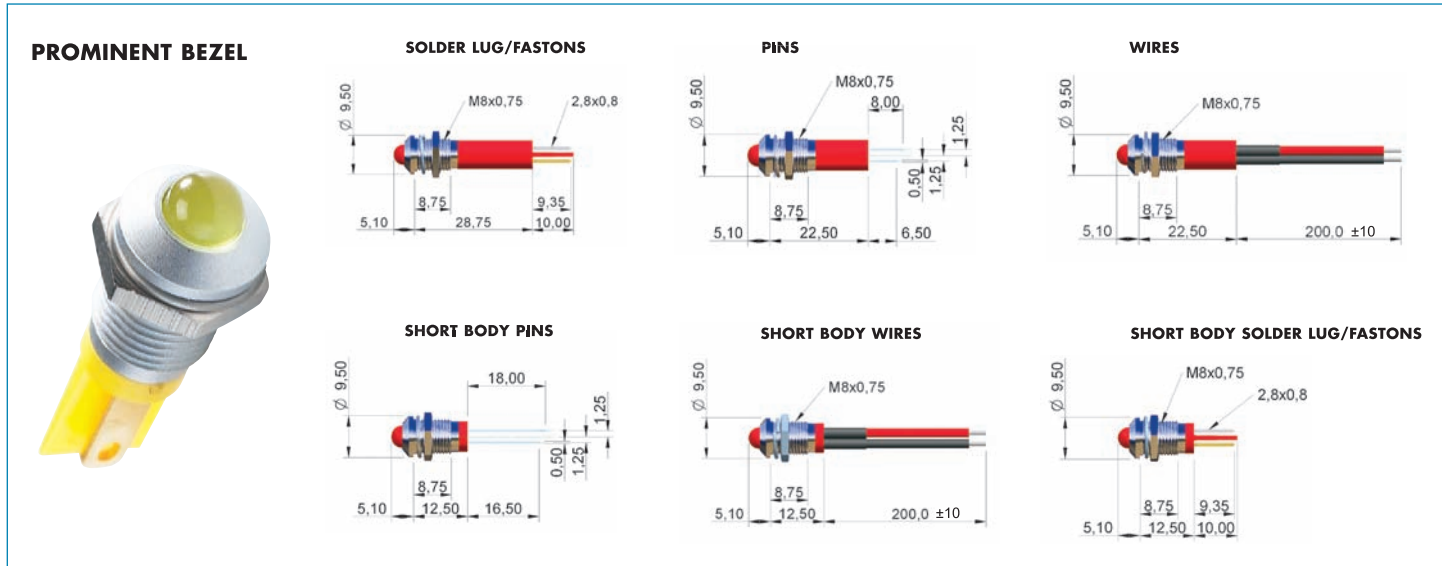 PROMINENT BEZEL
SOLDER LUG/FASTONS
Ø 9,50
M8x0,75
2,8x0,8
8,75
9,35
5,10
28,75
10,00
PINS
Ø 9,50
M8x0,75
8,00
1,25
0,50
1,25
8,75
5,10
22,50
6,50
WIRES
Ø 9,50
M8x0,75
8,75
5,10
22,50
200,0 ±10
SHORT BODY PINS
Ø 9,50
18,00
1,25
0,50
1,25
8,75
5,10
12,50
16,50
SHORT BODY WIRES
Ø 9,50
M8x0,75
8,75
5,10
12,50
200,0 ±10
SHORT BODY SOLDER LUG/FASTONS
Ø 9,50
M8x0,75
2,8x0,8
8,75
9,35
5,10
12,50
10,00